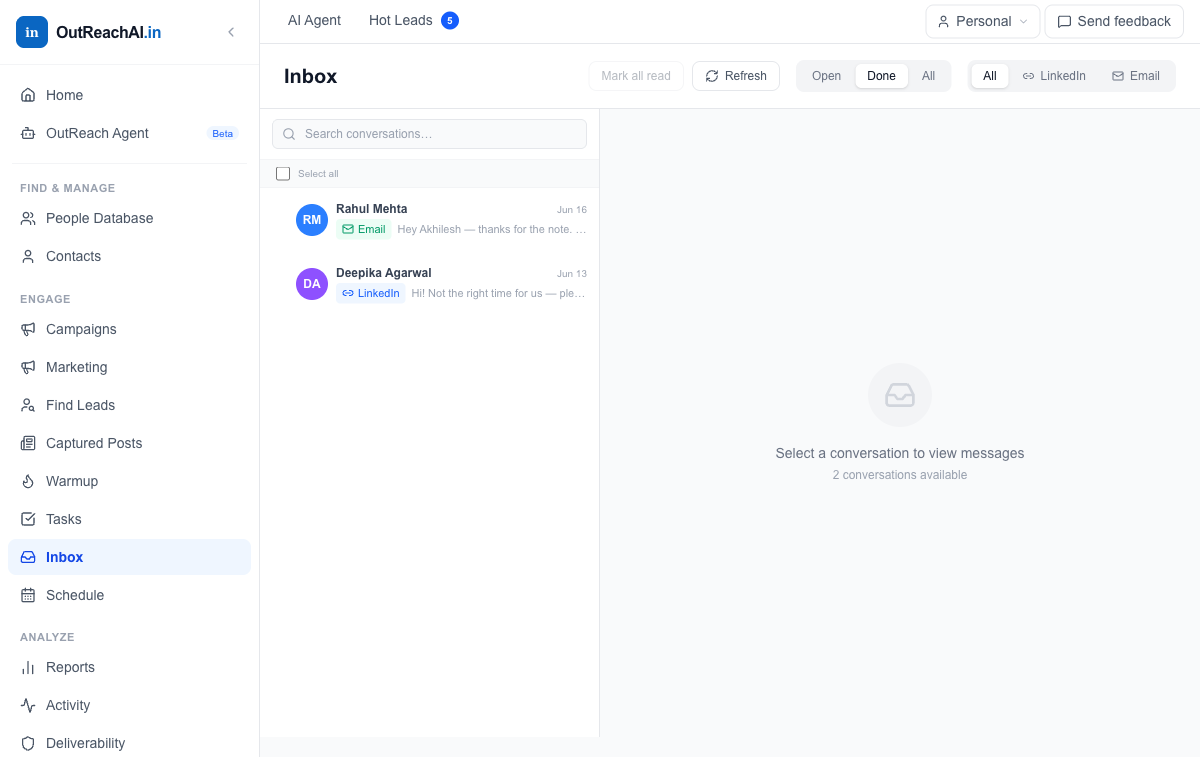 in OutReachAI.in
Home
OutReach Agent Beta
FIND & MANAGE
People Database
Contacts
ENGAGE
Campaigns
Marketing
Find Leads
Captured Posts
Warmup
Tasks
Inbox
Schedule
ANALYZE
Reports
Activity
Deliverability
AI Agent Hot Leads 5 Personal Send feedback
Inbox Mark all read Refresh Open Done All All LinkedIn Email
Search conversations...
Select all
RM Rahul Mehta Jun 16
Email Hey Akhilesh — thanks for the note. ...
DA Deepika Agarwal Jun 13
LinkedIn Hi! Not the right time for us — ple...
Select a conversation to view messages
2 conversations available